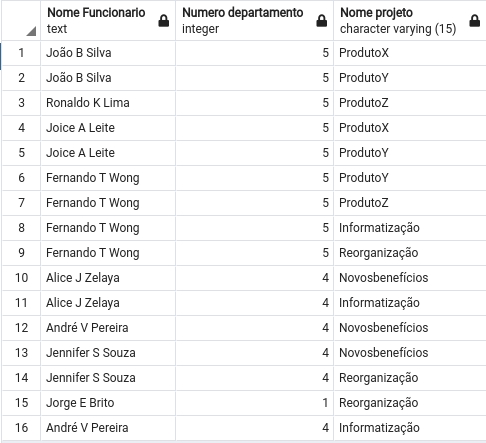 Nome Funcionario Numero departamento Nome projeto
text integer character varying (15)
1 João B Silva 5 ProdutoX
2 João B Silva 5 ProdutoY
3 Ronaldo K Lima 5 ProdutoZ
4 Joice A Leite 5 ProdutoX
5 Joice A Leite 5 ProdutoY
6 Fernando T Wong 5 ProdutoY
7 Fernando T Wong 5 ProdutoZ
8 Fernando T Wong 5 Informatização
9 Fernando T Wong 5 Reorganização
10 Alice J Zelaya 4 Novosbenefícios
11 Alice J Zelaya 4 Informatização
12 André V Pereira 4 Novosbenefícios
13 Jennifer S Souza 4 Novosbenefícios
14 Jennifer S Souza 4 Reorganização
15 Jorge E Brito 1 Reorganização
16 André V Pereira 4 Informatização